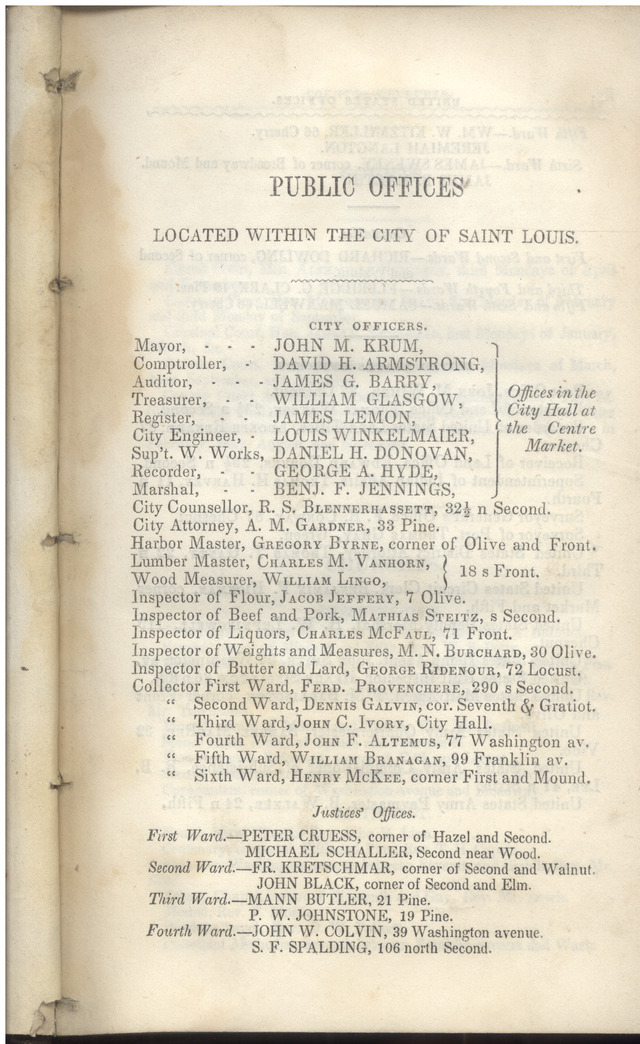 PUBLIC OFFICES
LOCATED WITHIN THE CITY OF SAINT LOUIS.
CITY OFFICERS.
Mayor, - - - JOHN M. KRUM,
Comptroller, - DAVID H. ARMSTRONG,
Auditor, - - - JAMES G. BARRY,
Treasurer, - - WILLIAM GLASGOW,
Register, - - JAMES LEMON,
City Engineer, - LOUIS WINKELMAIER,
Sup't. W. Works, DANIEL H. DONOVAN,
Recorder, - - GEORGE A. HYDE,
Marshal, - - BENJ. F. JENNINGS,
Offices in the
City Hall at
the Centre
Market.
City Counsellor, R. S. BLENNERHASSETT, 32½ n Second.
City Attorney, A. M. GARDNER, 33 Pine.
Harbor Master, GREGORY BYRNE, corner of Olive and Front.
Lumber Master, CHARLES M. VANHORN,
Wood Measurer, WILLIAM LINGO,
18 s Front.
Inspector of Flour, JACOB JEFFERY, 7 Olive.
Inspector of Beef and Pork, MATHIAS STEITZ, s Second.
Inspector of Liquors, CHARLES MCFAUL, 71 Front.
Inspector of Weights and Measures, M. N. BURCHARD, 30 Olive.
Inspector of Butter and Lard, GEORGE RIDENOUR, 72 Locust.
Collector First Ward, FERD. PROVENCHERE, 290 s Second.
" Second Ward, DENNIS GALVIN, cor. Seventh & Gratiot.
" Third Ward, JOHN C. IVORY, City Hall.
" Fourth Ward, JOHN F. ALTEMUS, 77 Washington av.
" Fifth Ward, WILLIAM BRANAGAN, 99 Franklin av.
" Sixth Ward, HENRY MCKEE, corner First and Mound.
Justices' Offices.
First Ward.—PETER CRUESS, corner of Hazel and Second.
MICHAEL SCHALLER, Second near Wood.
Second Ward.—FR. KRETSCHMAR, corner of Second and Walnut.
JOHN BLACK, corner of Second and Elm.
Third Ward.—MANN BUTLER, 21 Pine.
P. W. JOHNSTONE, 19 Pine.
Fourth Ward.—JOHN W. COLVIN, 39 Washington avenue.
S. F. SPALDING, 106 north Second.